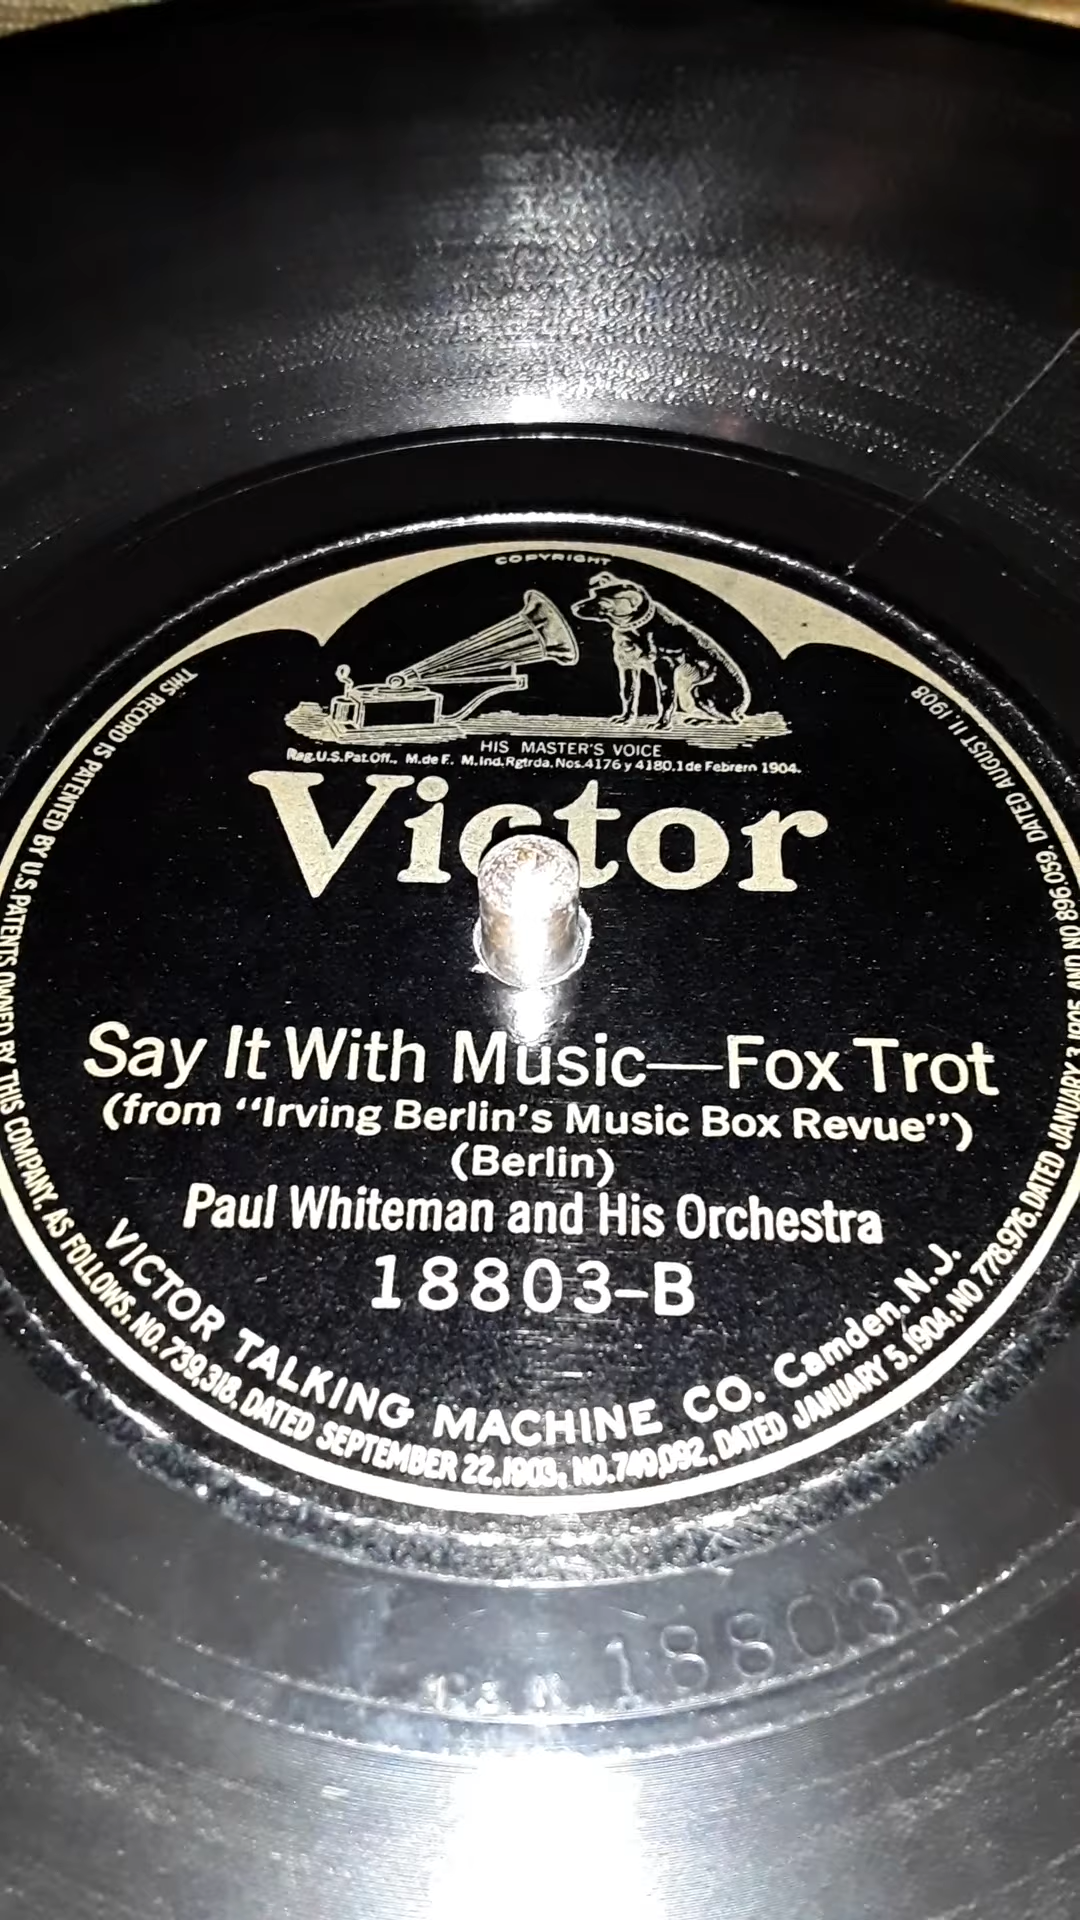 COPYRIGHT
HIS MASTER'S VOICE
Reg.U.S.Pat.Off., M.de F. M.Ind.Rgtrda.Nos.4176 y 4180.1 de Febrero 1904.
Victor
Say It With Music—Fox Trot
(from “Irving Berlin's Music Box Revue”)
(Berlin)
Paul Whiteman and His Orchestra
18803-B
VICTOR TALKING MACHINE CO. Camden, N.J.
THIS RECORD IS PATENTED BY U.S. PATENTS OWNED BY THIS COMPANY, AS FOLLOWS, NO. 739,318, DATED SEPTEMBER 22,1903, NO. 749,092, DATED JANUARY 5,1904, NO 778,976, DATED JANUARY 3,1905, AND NO 896,059, DATED AUGUST 11, 1908
18803B